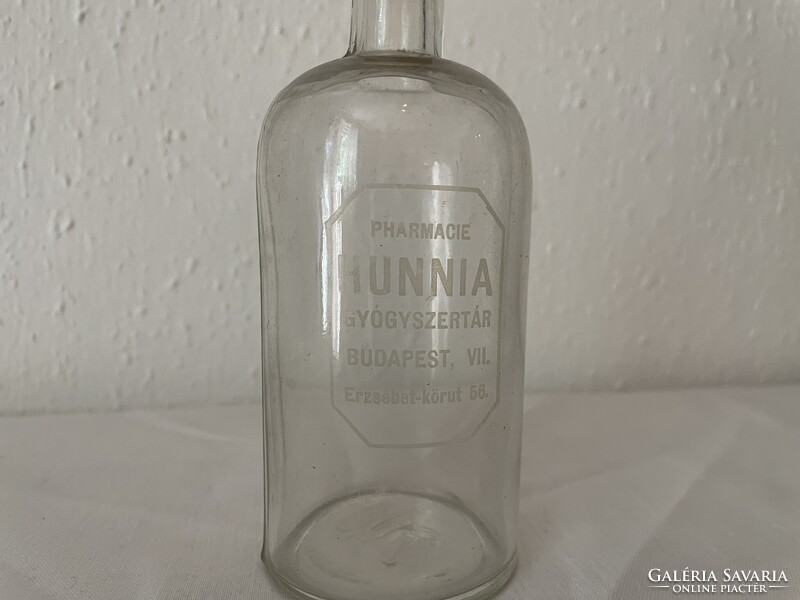 PHARMACIE
HUNNIA
GYÓGYSZERTÁR
BUDAPEST, VII.
Erzsébet-körut 56.
GALÉRIA SAVARIA
ONLINE PIACTÉR